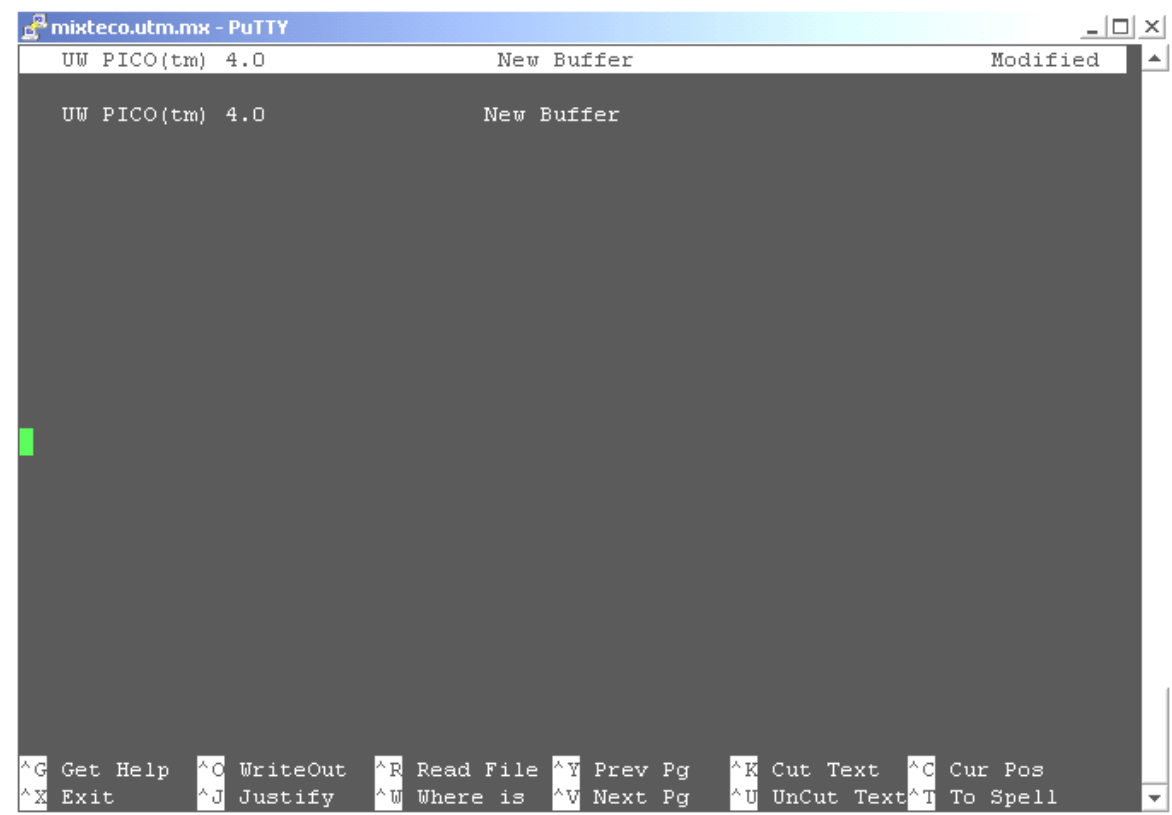 mixteco.utm.mx - PuTTY
UW PICO(tm) 4.0 New Buffer Modified
UW PICO(tm) 4.0 New Buffer
^G Get Help ^O WriteOut ^R Read File ^Y Prev Pg ^K Cut Text ^C Cur Pos
^X Exit ^J Justify ^W Where is ^V Next Pg ^U UnCut Text ^T To Spell